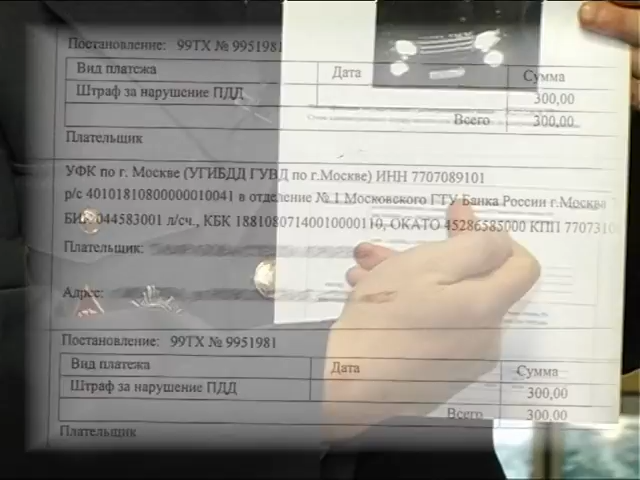 Постановление: 99ТХ № 9951981
Вид платежа Дата Сумма
Штраф за нарушение ПДД 300,00
Всего 300,00
Плательщик
УФК по г. Москве (УГИБДД ГУВД по г.Москве) ИНН 7707089101
р/с 40101810800000010041 в отделение № 1 Московского ГТУ Банка России г.Москва
БИК 044583001 л/сч., КБК 18810807140010000110, ОКАТО 45286585000 КПП 7707310
Плательщик:
Адрес:
Постановление: 99ТХ № 9951981
Вид платежа Дата Сумма
Штраф за нарушение ПДД 300,00
Всего 300,00
Плательщик